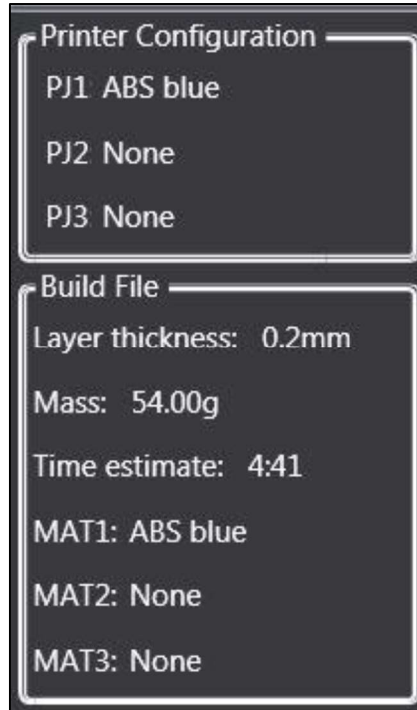 Printer Configuration
PJ1 ABS blue
PJ2 None
PJ3 None
Build File
Layer thickness: 0.2mm
Mass: 54.00g
Time estimate: 4:41
MAT1: ABS blue
MAT2: None
MAT3: None